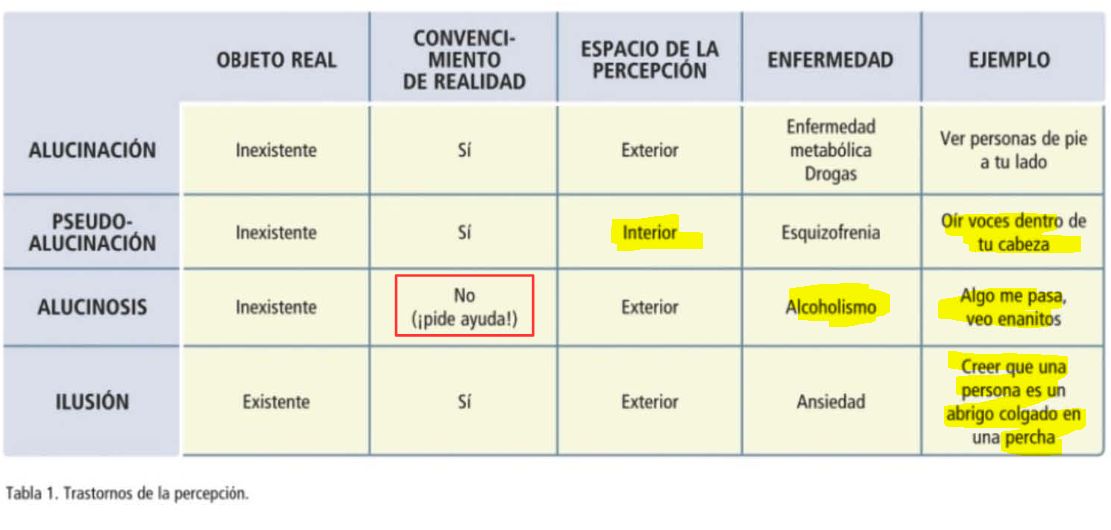 OBJETO REAL
CONVENCI-
MIENTO
DE REALIDAD
ESPACIO DE LA
PERCEPCIÓN
ENFERMEDAD
EJEMPLO
ALUCINACIÓN
Inexistente
Sí
Exterior
Enfermedad
metabólica
Drogas
Ver personas de pie
a tu lado
PSEUDO-
ALUCINACIÓN
Inexistente
Sí
Interior
Esquizofrenia
Oír voces dentro de
tu cabeza
ALUCINOSIS
Inexistente
No
(¡pide ayuda!)
Exterior
Alcoholismo
Algo me pasa,
veo enanitos
ILUSIÓN
Existente
Sí
Exterior
Ansiedad
Creer que una
persona es un
abrigo colgado en
una percha
Tabla 1. Trastornos de la percepción.